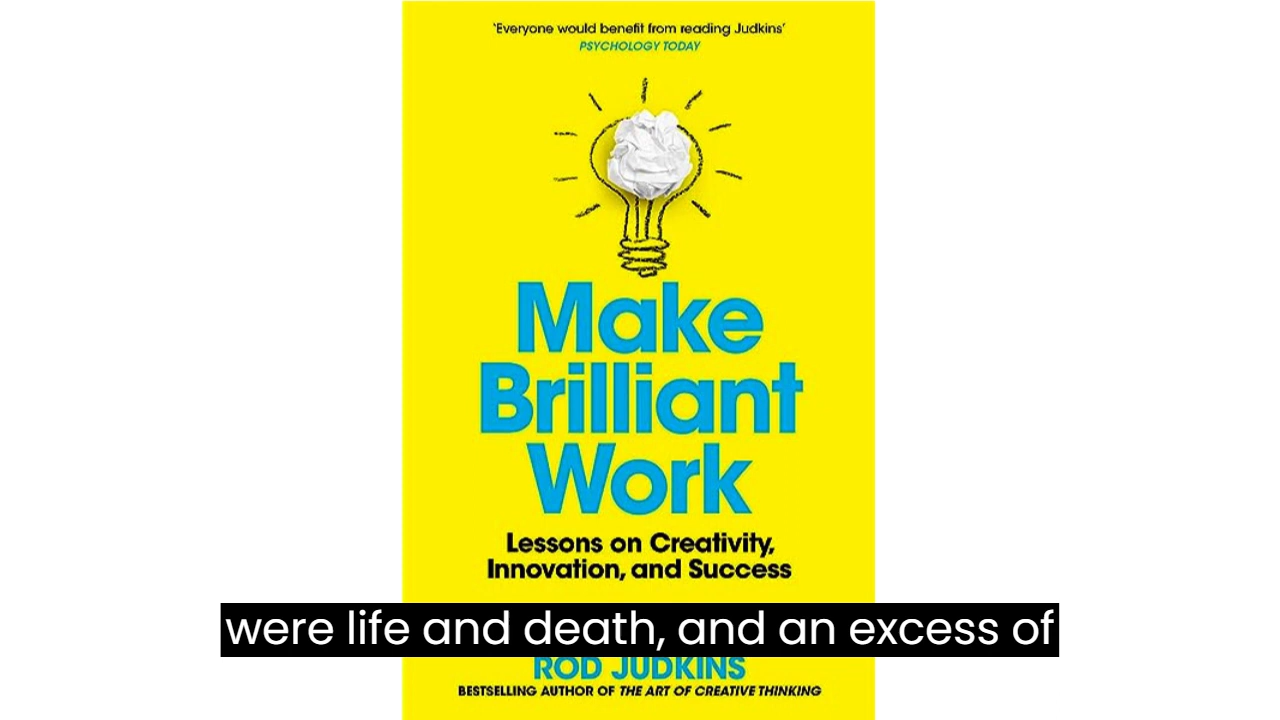 ‘Everyone would benefit from reading Judkins’
PSYCHOLOGY TODAY
Make
Brilliant
Work
Lessons on Creativity,
Innovation, and Success
were life and death, and an excess of
ROD JUDKINS
BESTSELLING AUTHOR OF THE ART OF CREATIVE THINKING